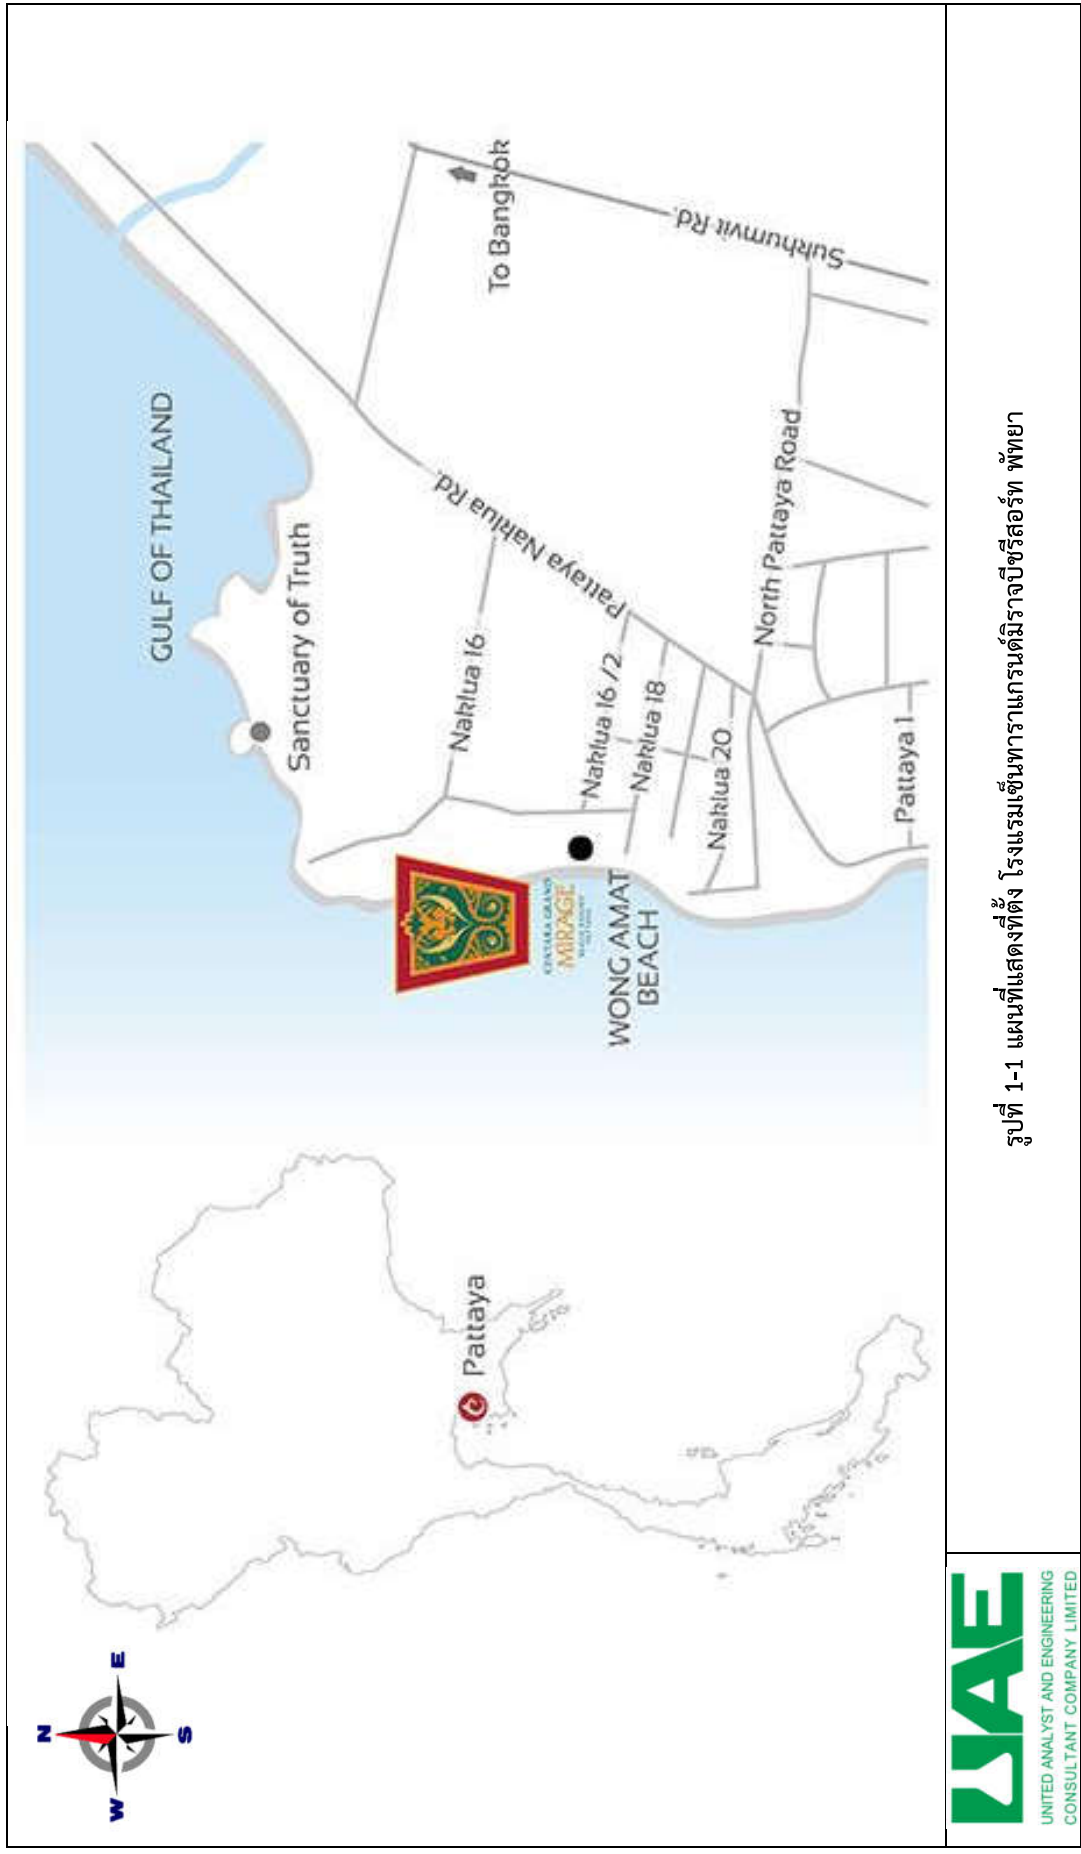 N
W
E
S
Pattaya
GULF OF THAILAND
Sanctuary of Truth
To Bangkok
Sukhumvit Rd.
Pattaya Naklua Rd.
Naklua 16
Naklua 16 /2
Naklua 18
Naklua 20
North Pattaya Road
Pattaya 1
CENTARA GRAND
MIRAGE
WONG AMAT
BEACH
UAE
UNITED ANALYST AND ENGINEERING
CONSULTANT COMPANY LIMITED
รูปที่ 1-1 แผนที่แสดงที่ตั้ง โรงแรมเซ็นทาราแกรนด์มิราจบีชรีสอร์ท พัทยา